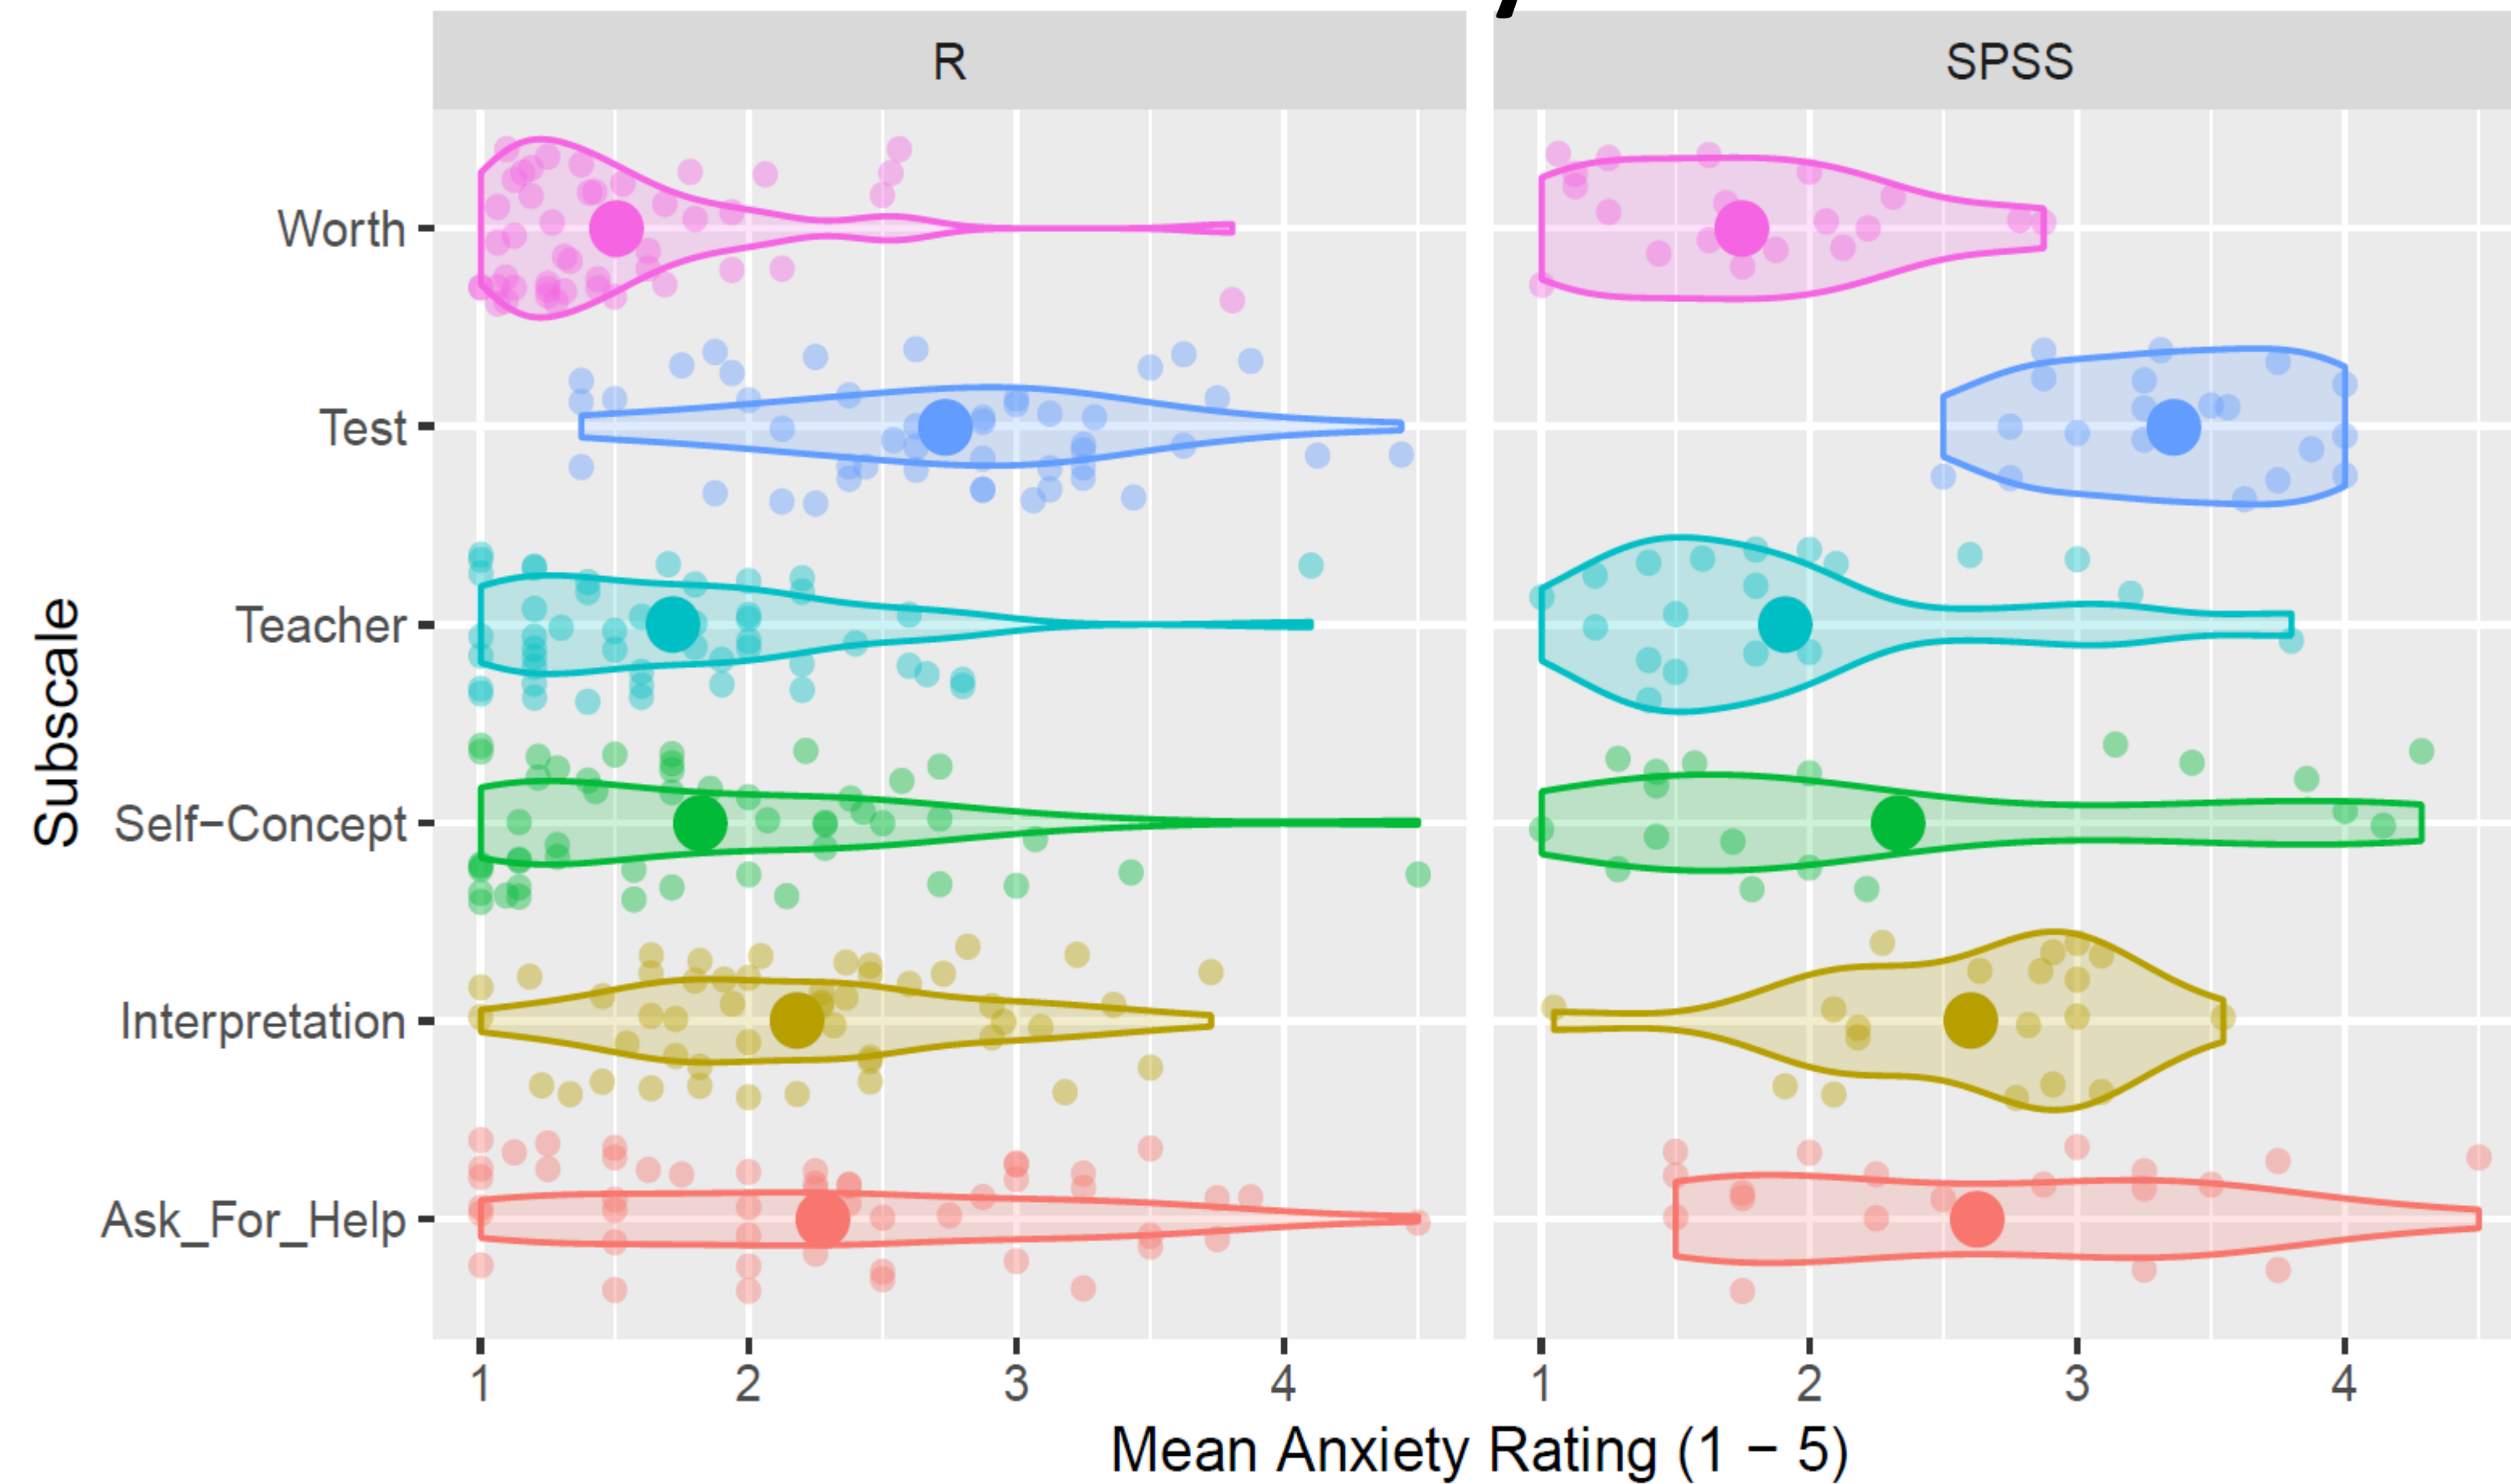 R
SPSS
Subscale
Worth
Test
Teacher
Self−Concept
Interpretation
Ask_For_Help
1 2 3 4 1 2 3 4
Mean Anxiety Rating (1 − 5)